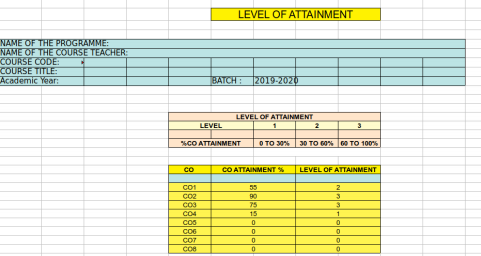 LEVEL OF ATTAINMENT
NAME OF THE PROGRAMME:
NAME OF THE COURSE TEACHER:
COURSE CODE:
COURSE TITLE:
Academic Year: BATCH : 2019-2020
LEVEL OF ATTAINMENT
LEVEL 1 2 3
%CO ATTAINMENT 0 TO 30% 30 TO 60% 60 TO 100%
CO CO ATTAINMENT % LEVEL OF ATTAINMENT
CO1 55 2
CO2 90 3
CO3 75 3
CO4 15 1
CO5 0 0
CO6 0 0
CO7 0 0
CO8 0 0